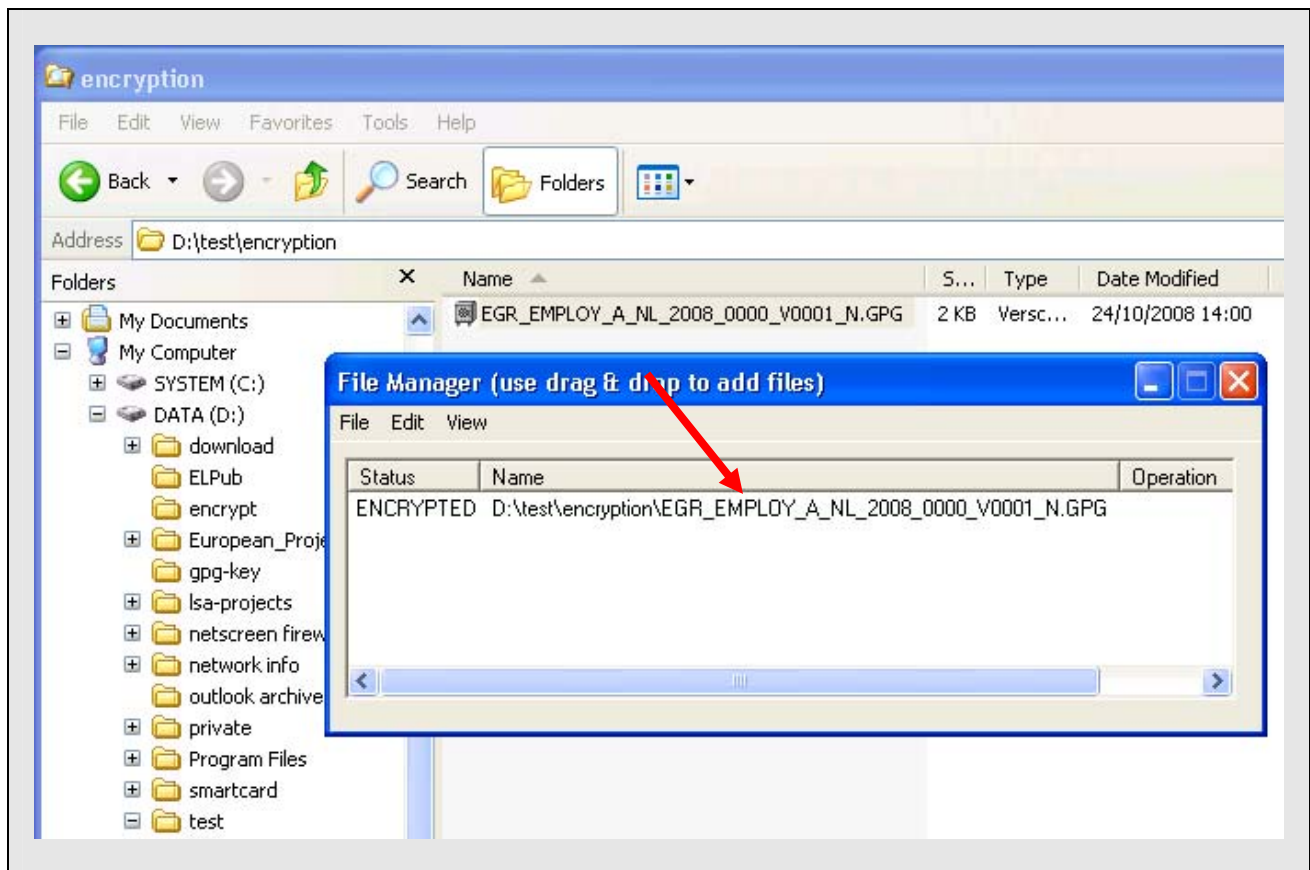 encryption
File Edit View Favorites Tools Help
Back Search Folders
Address D:\test\encryption
Folders Name S... Type Date Modified
My Documents EGR_EMPLOY_A_NL_2008_0000_V0001_N.GPG 2 KB Versc... 24/10/2008 14:00
My Computer
SYSTEM (C:)
DATA (D:)
download
ELPub
encrypt
European_Proje
gpg-key
lsa-projects
netscreen firew
network info
outlook archive
private
Program Files
smartcard
test
File Manager (use drag & drop to add files)
File Edit View
Status Name Operation
ENCRYPTED D:\test\encryption\EGR_EMPLOY_A_NL_2008_0000_V0001_N.GPG